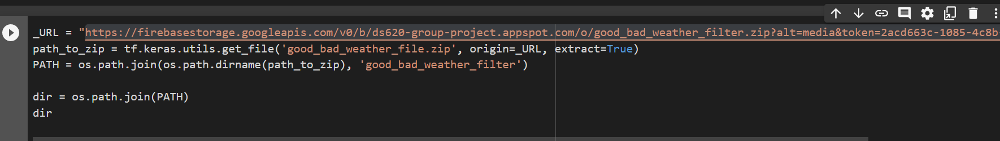 _URL = "https://firebasestorage.googleapis.com/v0/b/ds620-group-project.appspot.com/o/good_bad_weather_filter.zip?alt=media&token=2acd663c-1085-4c8b-
path_to_zip = tf.keras.utils.get_file('good_bad_weather_file.zip', origin=_URL, extract=True)
PATH = os.path.join(os.path.dirname(path_to_zip), 'good_bad_weather_filter')
dir = os.path.join(PATH)
dir